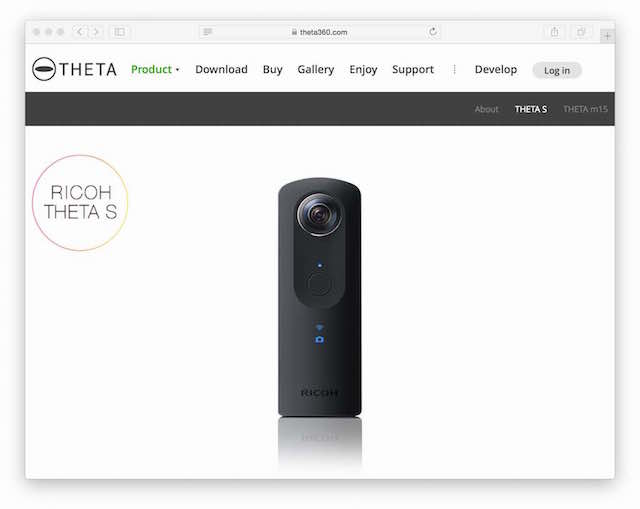 theta360.com
THETA Product Download Buy Gallery Enjoy Support Develop Log in
About THETA S THETA m15
RICOH
THETA S
RICOH